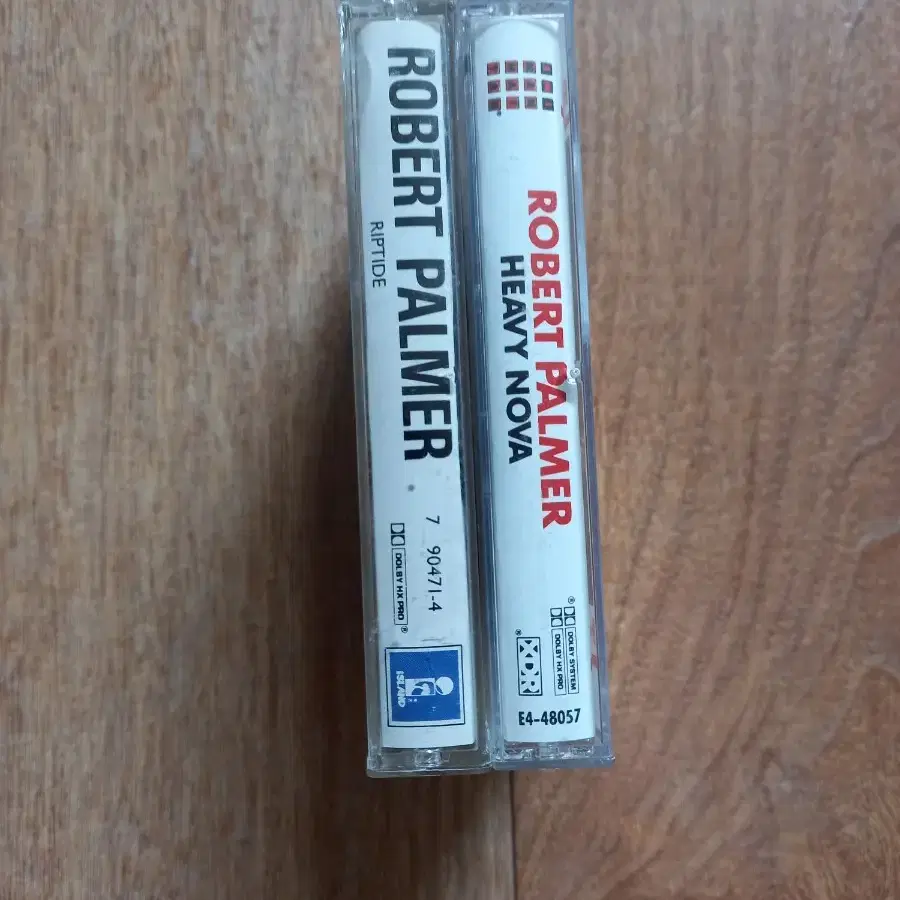 ROBERT PALMER
RIPTIDE
7 90471-4
DOLBY HX PRO
ISLAND
ROBERT PALMER
HEAVY NOVA
DOLBY SYSTEM
DOLBY HX PRO
XDR
E4-48057